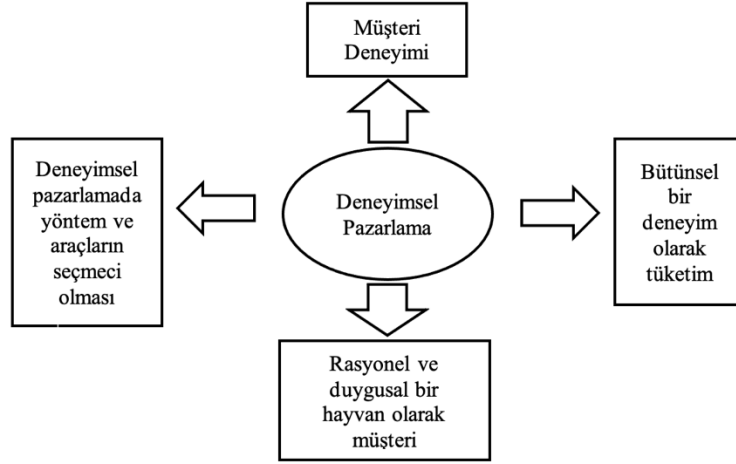 Müşteri
Deneyimi
Deneyimsel
pazarlamada
yöntem ve
araçların
seçmeci
olması
Deneyimsel
Pazarlama
Bütünsel
bir
deneyim
olarak
tüketim
Rasyonel ve
duygusal bir
hayvan olarak
müşteri